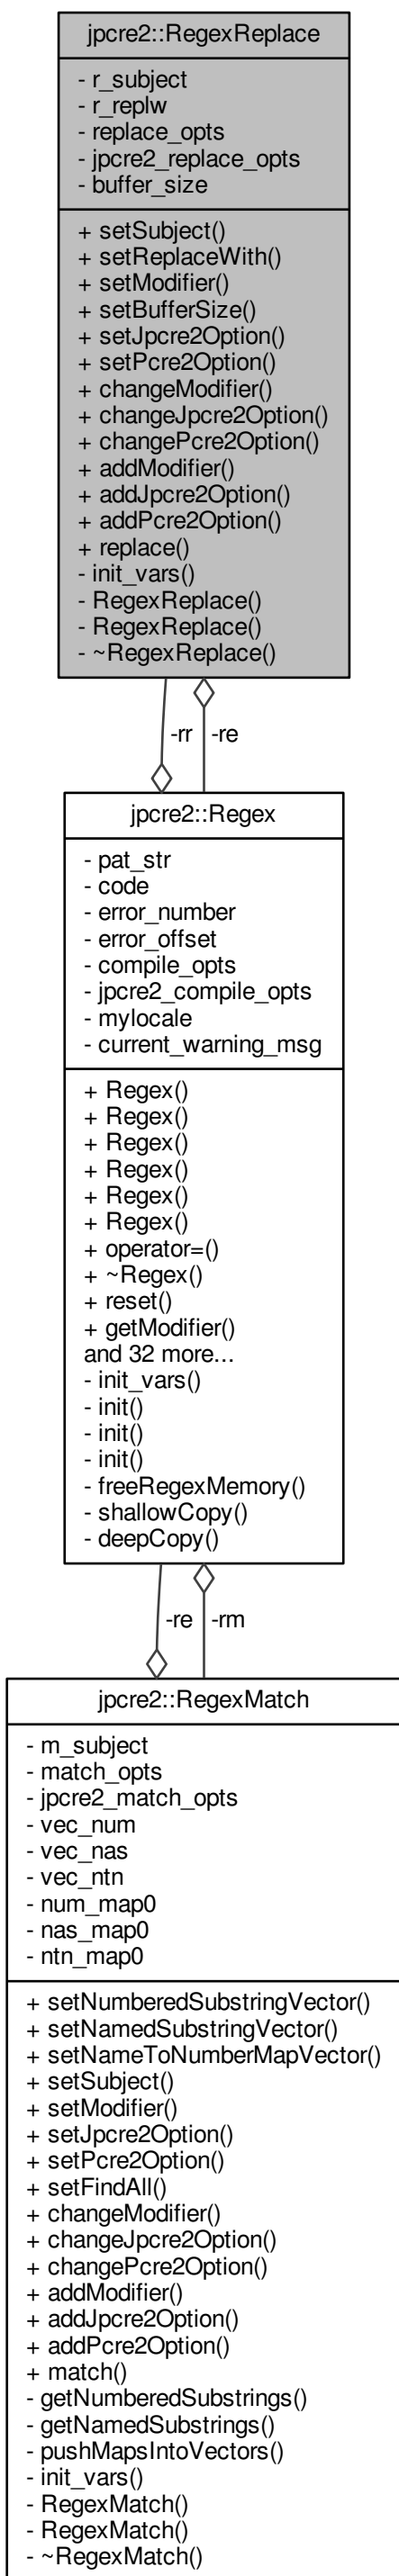 jpcre2::RegexReplace
- r_subject
- r_replw
- replace_opts
- jpcre2_replace_opts
- buffer_size
+ setSubject()
+ setReplaceWith()
+ setModifier()
+ setBufferSize()
+ setJpcre2Option()
+ setPcre2Option()
+ changeModifier()
+ changeJpcre2Option()
+ changePcre2Option()
+ addModifier()
+ addJpcre2Option()
+ addPcre2Option()
+ replace()
- init_vars()
- RegexReplace()
- RegexReplace()
- ~RegexReplace()
-rr -re
jpcre2::Regex
- pat_str
- code
- error_number
- error_offset
- compile_opts
- jpcre2_compile_opts
- mylocale
- current_warning_msg
+ Regex()
+ Regex()
+ Regex()
+ Regex()
+ Regex()
+ Regex()
+ operator=()
+ ~Regex()
+ reset()
+ getModifier()
and 32 more...
- init_vars()
- init()
- init()
- init()
- freeRegexMemory()
- shallowCopy()
- deepCopy()
-re -rm
jpcre2::RegexMatch
- m_subject
- match_opts
- jpcre2_match_opts
- vec_num
- vec_nas
- vec_ntn
- num_map0
- nas_map0
- ntn_map0
+ setNumberedSubstringVector()
+ setNamedSubstringVector()
+ setNameToNumberMapVector()
+ setSubject()
+ setModifier()
+ setJpcre2Option()
+ setPcre2Option()
+ setFindAll()
+ changeModifier()
+ changeJpcre2Option()
+ changePcre2Option()
+ addModifier()
+ addJpcre2Option()
+ addPcre2Option()
+ match()
- getNumberedSubstrings()
- getNamedSubstrings()
- pushMapsIntoVectors()
- init_vars()
- RegexMatch()
- RegexMatch()
- ~RegexMatch()